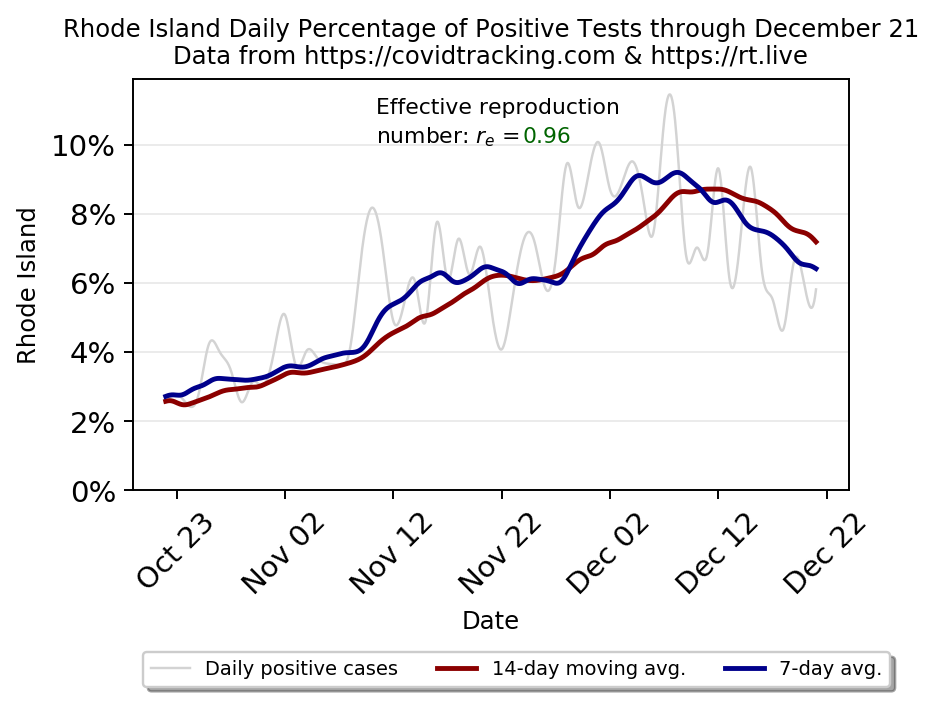 Rhode Island Daily Percentage of Positive Tests through December 21
Data from https://covidtracking.com & https://rt.live
Effective reproduction
number: rₑ =0.96
10%
8%
6%
4%
2%
0%
Rhode Island
Oct 23
Nov 02
Nov 12
Nov 22
Dec 02
Dec 12
Dec 22
Date
Daily positive cases
14-day moving avg.
7-day avg.